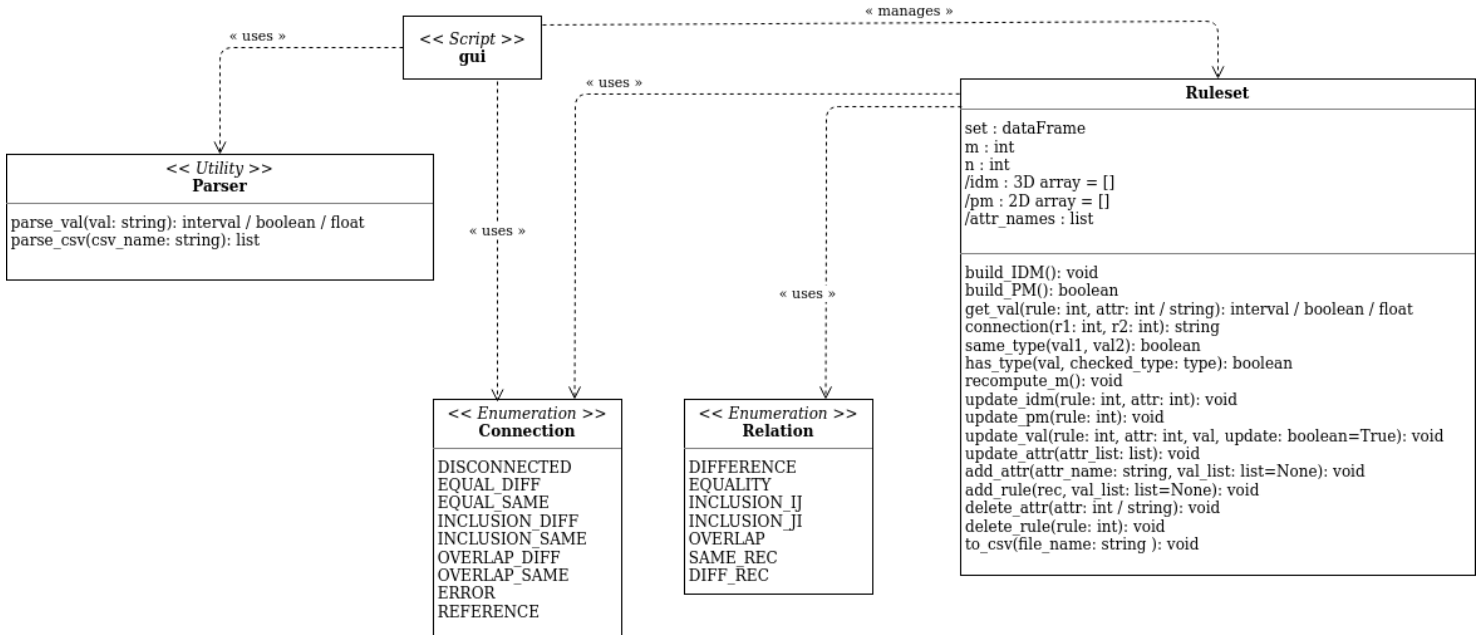 « manages »
« uses »
<< Script >>
gui
« uses »
Ruleset
set : dataFrame
m : int
n : int
/idm : 3D array = []
/pm : 2D array = []
/attr_names : list
build_IDM(): void
build_PM(): boolean
get_val(rule: int, attr: int / string): interval / boolean / float
connection(r1: int, r2: int): string
same_type(val1, val2): boolean
has_type(val, checked_type: type): boolean
recompute_m(): void
update_idm(rule: int, attr: int): void
update_pm(rule: int): void
update_val(rule: int, attr: int, val, update: boolean=True): void
update_attr(attr_list: list): void
add_attr(attr_name: string, val_list: list=None): void
add_rule(rec, val_list: list=None): void
delete_attr(attr: int / string): void
delete_rule(rule: int): void
to_csv(file_name: string ): void
<< Utility >>
Parser
parse_val(val: string): interval / boolean / float
parse_csv(csv_name: string): list
« uses »
« uses »
<< Enumeration >>
Connection
DISCONNECTED
EQUAL_DIFF
EQUAL_SAME
INCLUSION_DIFF
INCLUSION_SAME
OVERLAP_DIFF
OVERLAP_SAME
ERROR
REFERENCE
<< Enumeration >>
Relation
DIFFERENCE
EQUALITY
INCLUSION_IJ
INCLUSION_JI
OVERLAP
SAME_REC
DIFF_REC